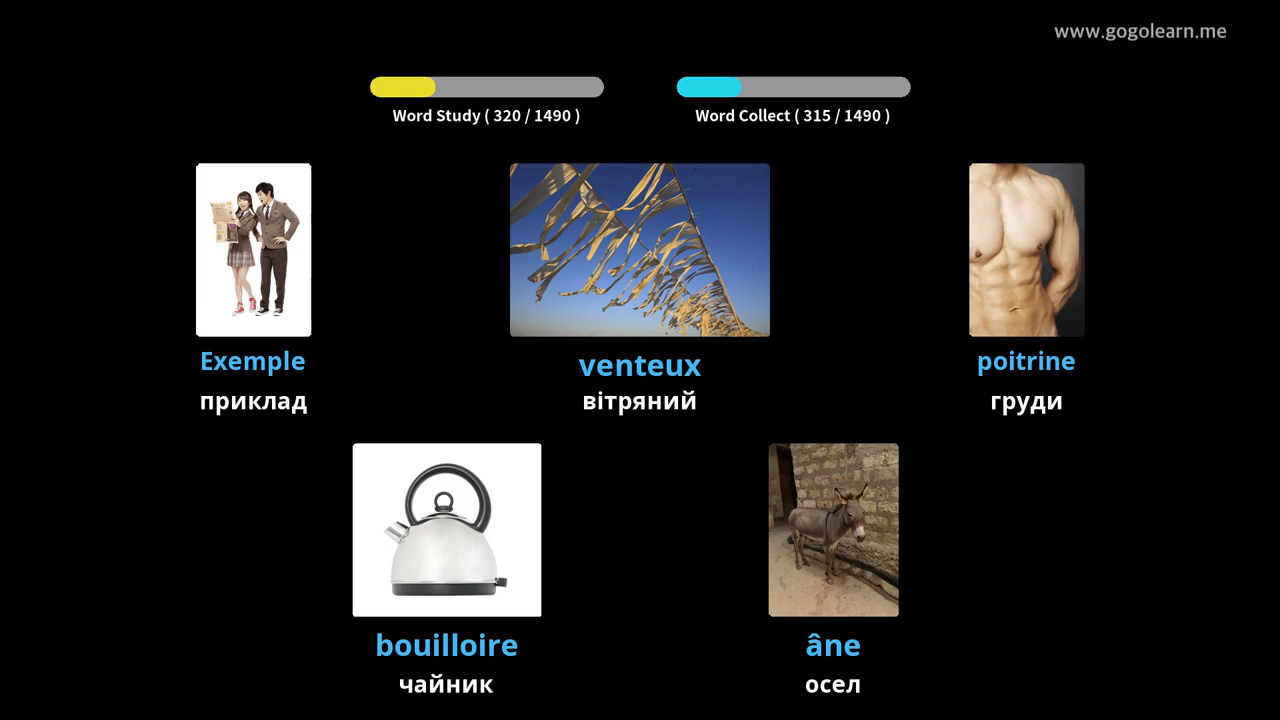 www.gogolearn.me
Word Study ( 320 / 1490 )
Word Collect ( 315 / 1490 )
Exemple
приклад
venteux
вітряний
poitrine
груди
bouilloire
чайник
âne
осел